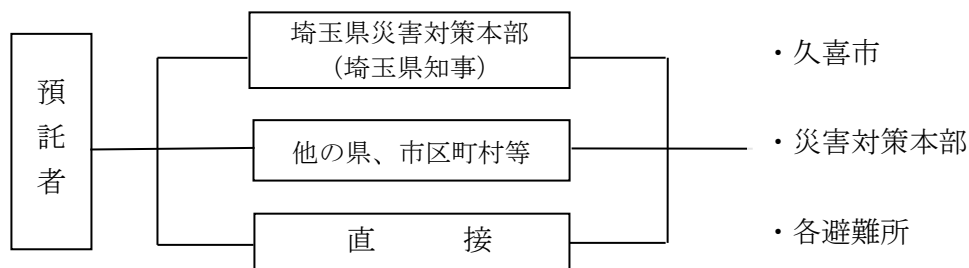 預託者
埼玉県災害対策本部
（埼玉県知事）
他の県、市区町村等
直　接
・久喜市
・災害対策本部
・各避難所